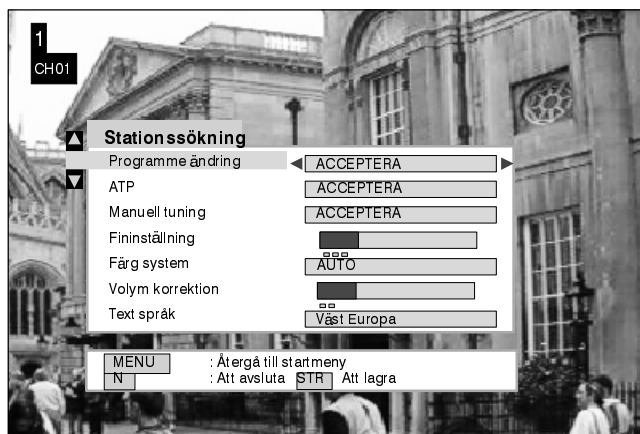 1
CH01
Stationssökning
Programme ändring ACCEPTERA
ATP ACCEPTERA
Manuell tuning ACCEPTERA
Fininställning
Färg system AUTO
Volym korrektion
Text språk Väst Europa
MENU : Återgå till startmeny
N : Att avsluta STR Att lagra